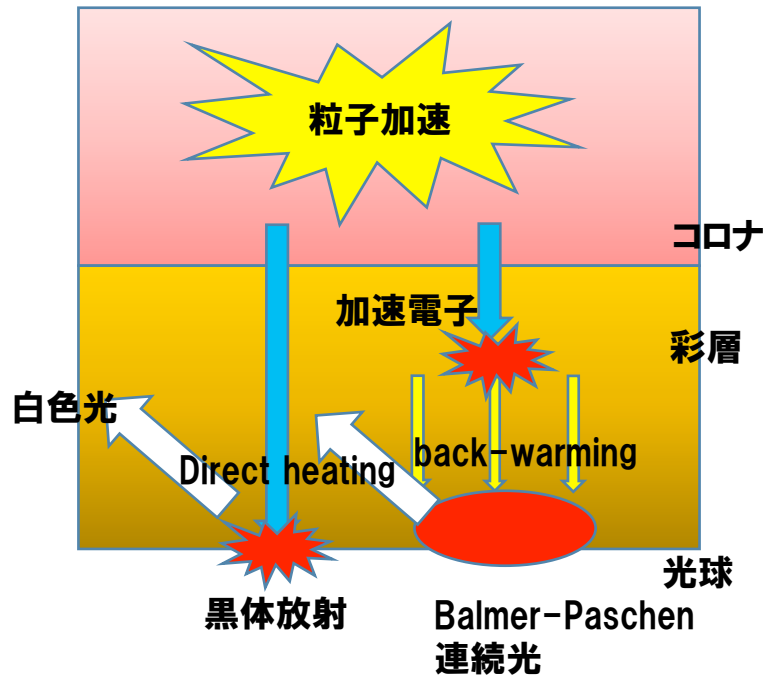 粒子加速
コロナ
加速電子
彩層
白色光
Direct heating
back-warming
光球
黒体放射
Balmer-Paschen
連続光